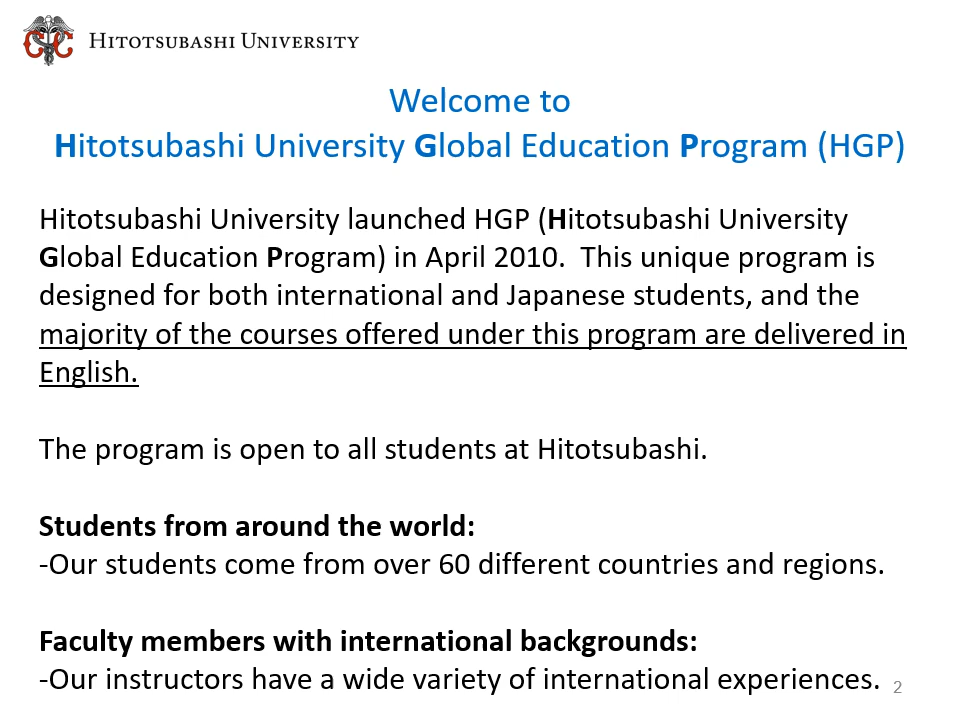 HITOTSUBASHI UNIVERSITY
Welcome to
Hitotsubashi University Global Education Program (HGP)
Hitotsubashi University launched HGP (Hitotsubashi University
Global Education Program) in April 2010.  This unique program is
designed for both international and Japanese students, and the
majority of the courses offered under this program are delivered in
English.
The program is open to all students at Hitotsubashi.
Students from around the world:
-Our students come from over 60 different countries and regions.
Faculty members with international backgrounds:
-Our instructors have a wide variety of international experiences.
2